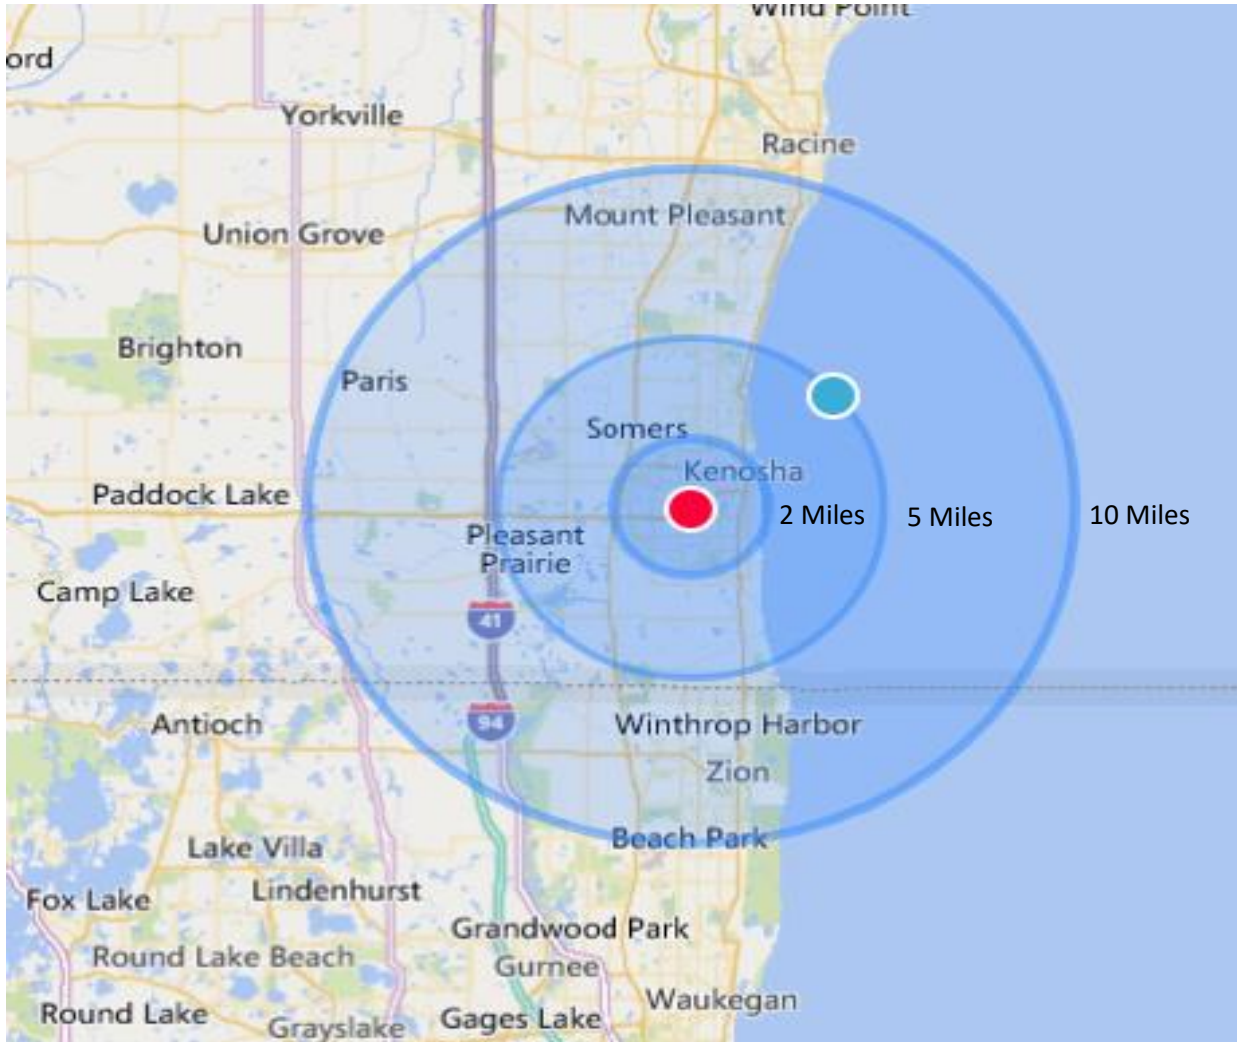 Wind Point
ord
Yorkville
Racine
Mount Pleasant
Union Grove
Brighton
Paris
Somers
Kenosha
Paddock Lake
2 Miles
5 Miles
10 Miles
Pleasant
Prairie
Camp Lake
41
Antioch
94
Winthrop Harbor
Zion
Beach Park
Lake Villa
Lindenhurst
Fox Lake
Grandwood Park
Round Lake Beach
Gurnee
Waukegan
Round Lake
Grayslake
Gages Lake